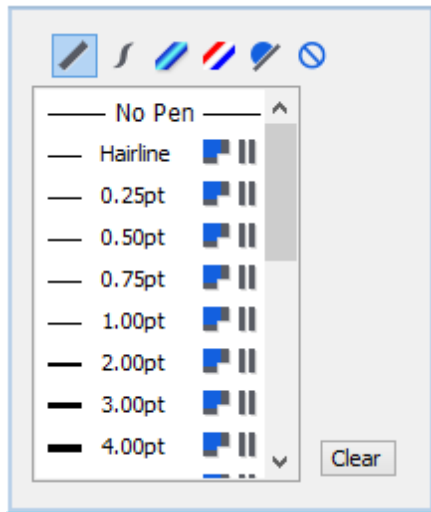 No Pen
Hairline
0.25pt
0.50pt
0.75pt
1.00pt
2.00pt
3.00pt
4.00pt
Clear